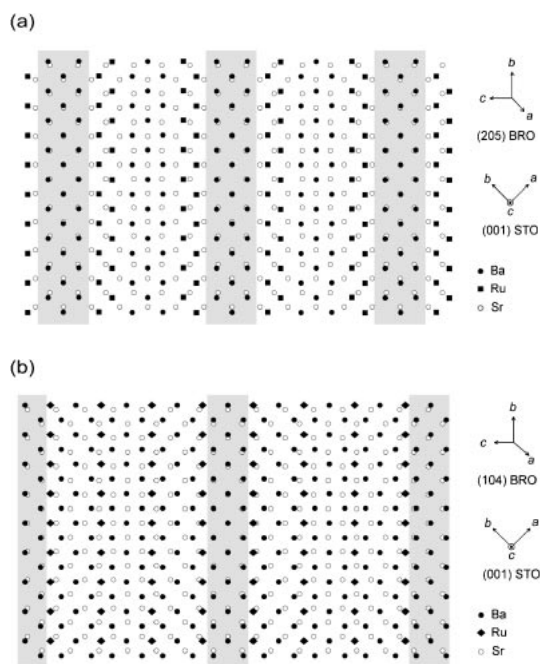 (a)
b
c
a
(205) BRO
b
a
c
(001) STO
Ba
Ru
Sr
(b)
b
c
a
(104) BRO
b
a
c
(001) STO
Ba
Ru
Sr